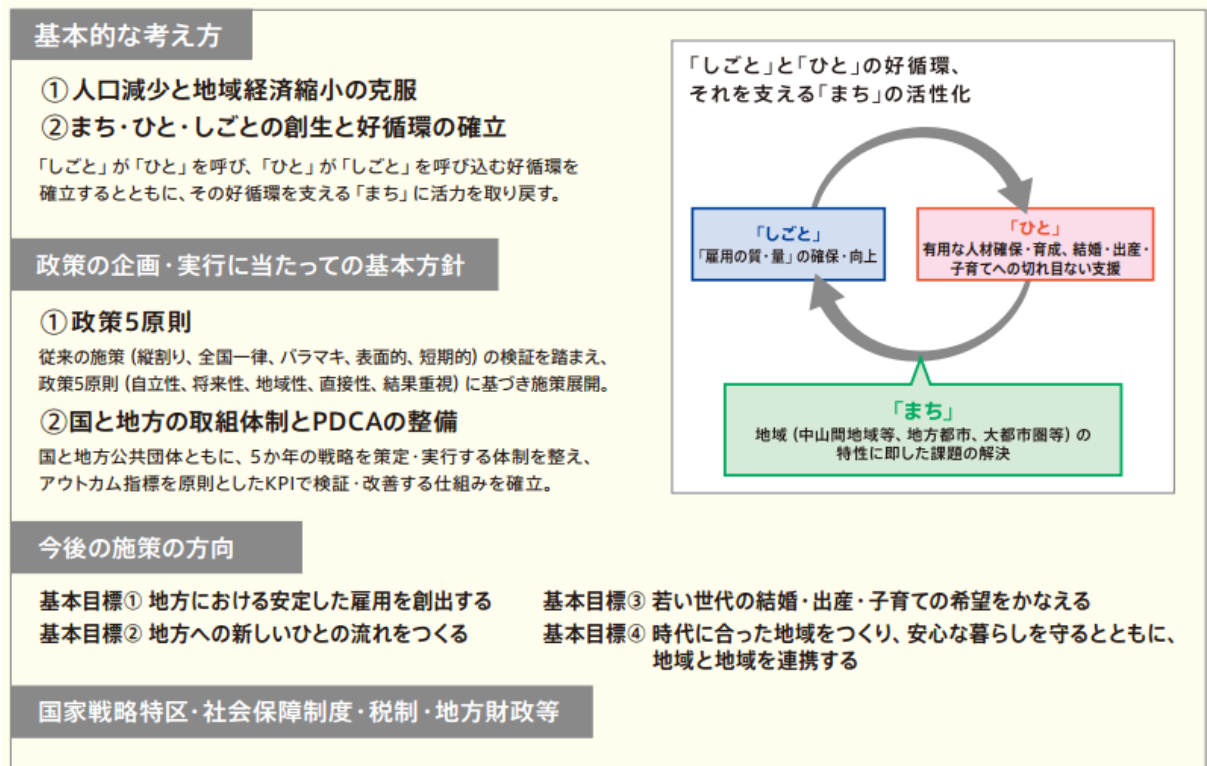 基本的な考え方
①人口減少と地域経済縮小の克服
②まち・ひと・しごとの創生と好循環の確立
「しごと」が「ひと」を呼び、「ひと」が「しごと」を呼び込む好循環を
確立するとともに、その好循環を支える「まち」に活力を取り戻す。
「しごと」と「ひと」の好循環、
それを支える「まち」の活性化
「しごと」
「雇用の質・量」の確保・向上
「ひと」
有用な人材確保・育成、結婚・出産・
子育てへの切れ目ない支援
「まち」
地域（中山間地域等、地方都市、大都市圏等）の
特性に即した課題の解決
政策の企画・実行に当たっての基本方針
①政策5原則
従来の施策（縦割り、全国一律、バラマキ、表面的、短期的）の検証を踏まえ、
政策5原則（自立性、将来性、地域性、直接性、結果重視）に基づき施策展開。
②国と地方の取組体制とPDCAの整備
国と地方公共団体ともに、5か年の戦略を策定・実行する体制を整え、
アウトカム指標を原則としたKPIで検証・改善する仕組みを確立。
今後の施策の方向
基本目標① 地方における安定した雇用を創出する
基本目標② 地方への新しいひとの流れをつくる
基本目標③ 若い世代の結婚・出産・子育ての希望をかなえる
基本目標④ 時代に合った地域をつくり、安心な暮らしを守るとともに、
地域と地域を連携する
国家戦略特区・社会保障制度・税制・地方財政等